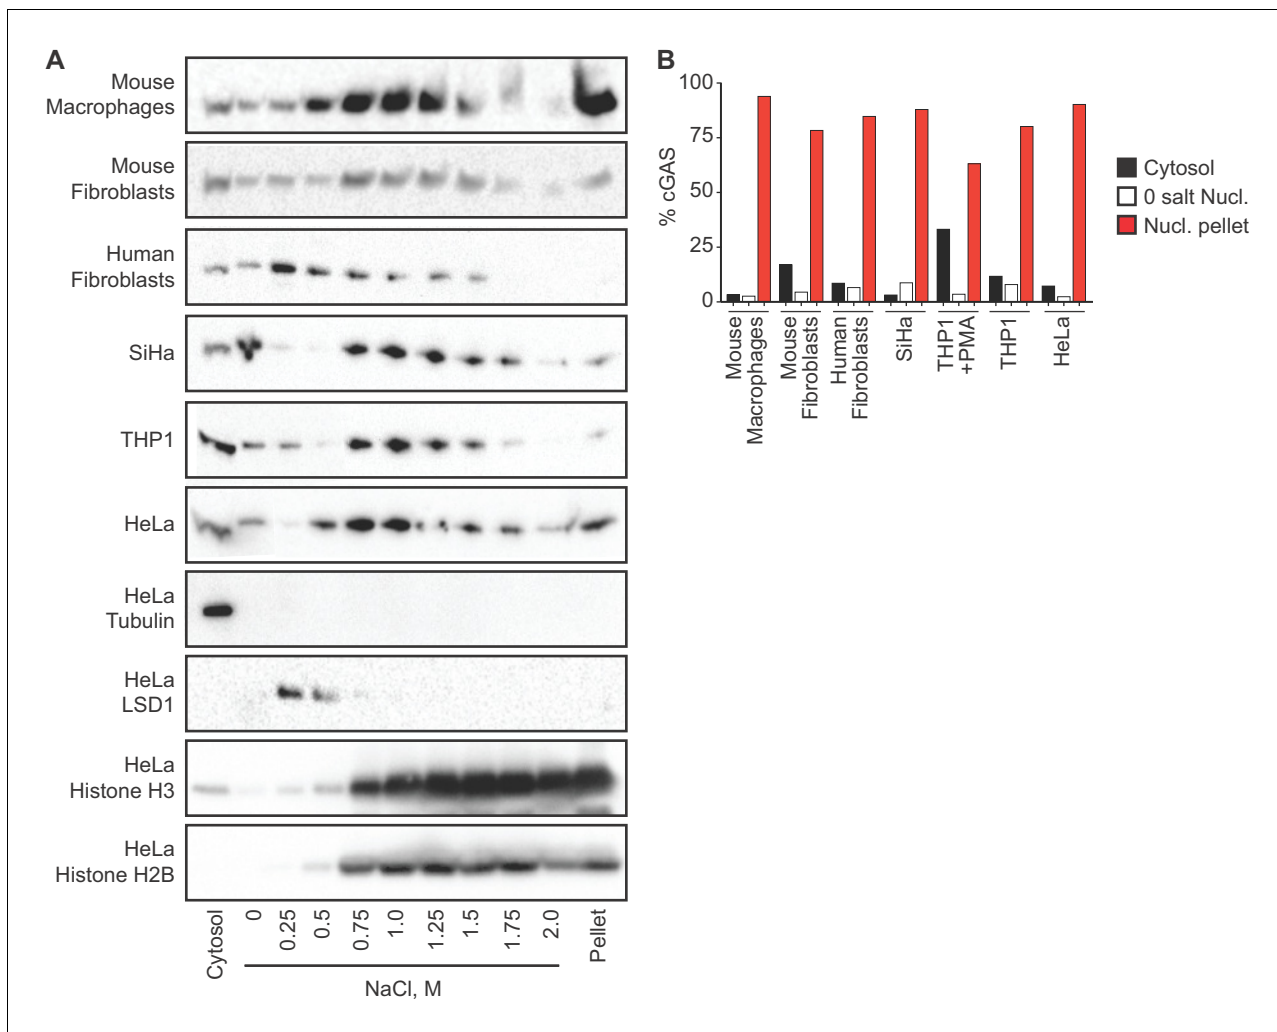 A
Mouse
Macrophages
Mouse
Fibroblasts
Human
Fibroblasts
SiHa
THP1
HeLa
HeLa
Tubulin
HeLa
LSD1
HeLa
Histone H3
HeLa
Histone H2B
Cytosol
0
0.25
0.5
0.75
1.0
1.25
1.5
1.75
2.0
Pellet
NaCl, M
B
100
75
50
25
0
% cGAS
Mouse
Macrophages
Mouse
Fibroblasts
Human
Fibroblasts
SiHa
THP1
+PMA
THP1
HeLa
Cytosol
0 salt Nucl.
Nucl. pellet